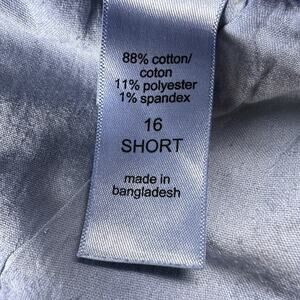 88% cotton/
coton
11% polyester
1% spandex
16
SHORT
made in
bangladesh